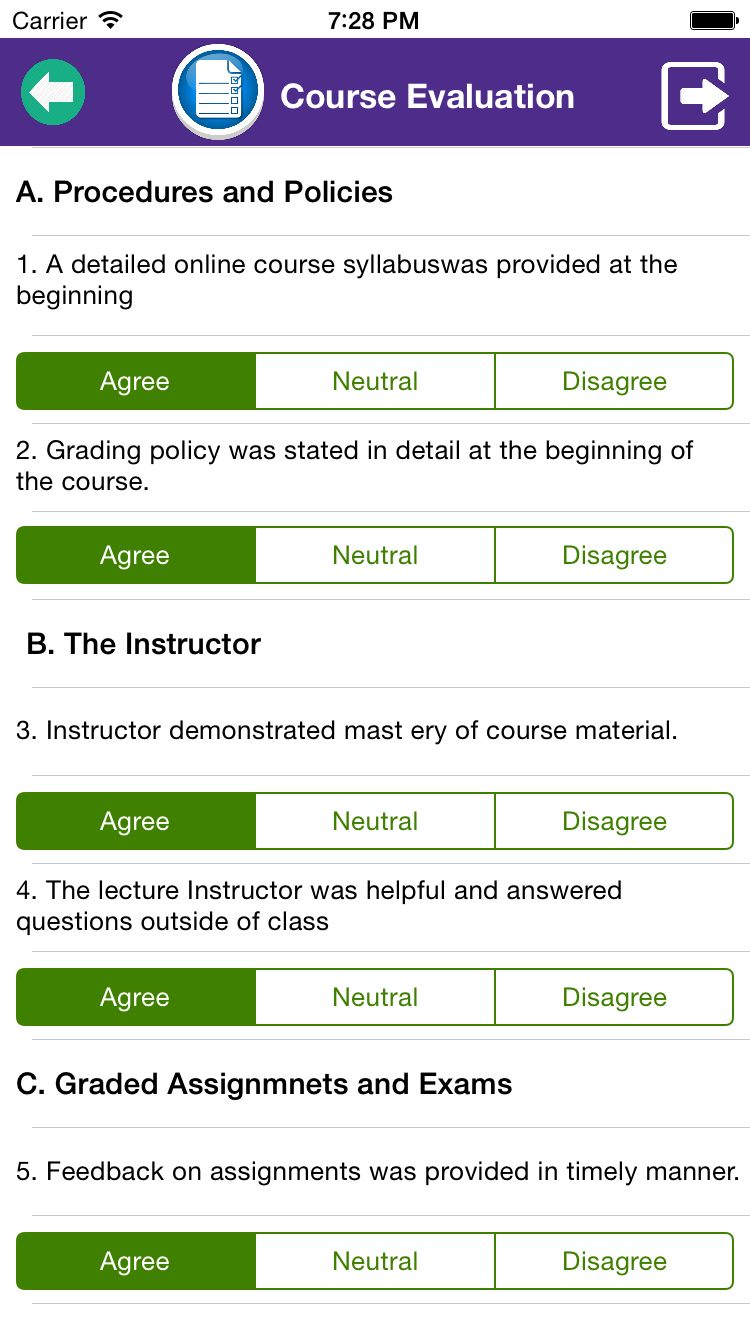 Carrier 7:28 PM
Course Evaluation
A. Procedures and Policies
1. A detailed online course syllabuswas provided at the
beginning
Agree Neutral Disagree
2. Grading policy was stated in detail at the beginning of
the course.
Agree Neutral Disagree
B. The Instructor
3. Instructor demonstrated mast ery of course material.
Agree Neutral Disagree
4. The lecture Instructor was helpful and answered
questions outside of class
Agree Neutral Disagree
C. Graded Assignmnets and Exams
5. Feedback on assignments was provided in timely manner.
Agree Neutral Disagree